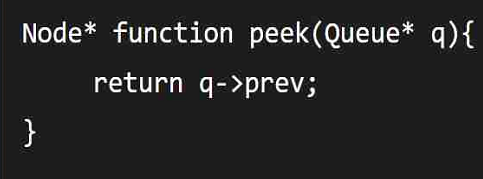 Node* function peek(Queue* q){
return q->prev;
}